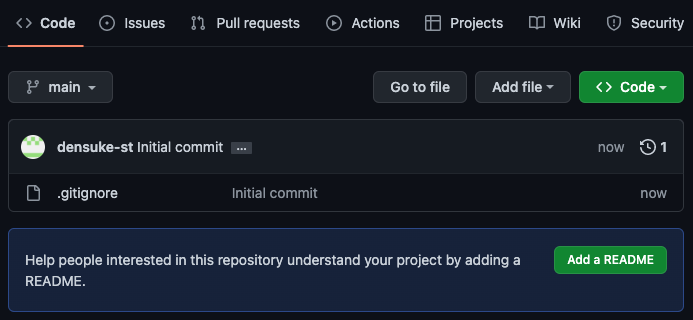 Code Issues Pull requests Actions Projects Wiki Security
main Go to file Add file Code
densuke-st Initial commit ... now 1
.gitignore Initial commit now
Help people interested in this repository understand your project by adding a
README.
Add a README